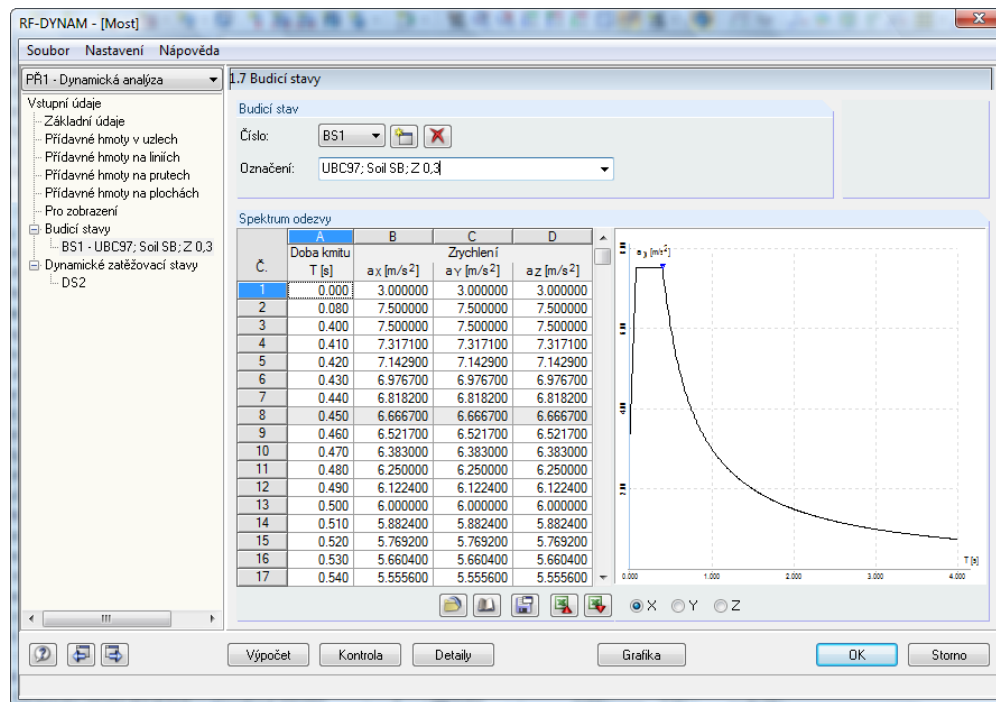 RF-DYNAM - [Most]
Soubor Nastavení Nápověda
PŘ1 - Dynamická analýza
Vstupní údaje
Základní údaje
Přídavné hmoty v uzlech
Přídavné hmoty na liniích
Přídavné hmoty na prutech
Přídavné hmoty na plochách
Pro zobrazení
Budicí stavy
BS1 - UBC97; Soil SB; Z 0,3
Dynamické zatěžovací stavy
DS2
1.7 Budicí stavy
Budicí stav
Číslo: BS1
Označení: UBC97; Soil SB; Z 0,3
Spektrum odezvy
A B C D
Doba kmitu Zrychlení
Č. T [s] aX [m/s²] aY [m/s²] aZ [m/s²]
1 0.000 3.000000 3.000000 3.000000
2 0.080 7.500000 7.500000 7.500000
3 0.400 7.500000 7.500000 7.500000
4 0.410 7.317100 7.317100 7.317100
5 0.420 7.142900 7.142900 7.142900
6 0.430 6.976700 6.976700 6.976700
7 0.440 6.818200 6.818200 6.818200
8 0.450 6.666700 6.666700 6.666700
9 0.460 6.521700 6.521700 6.521700
10 0.470 6.383000 6.383000 6.383000
11 0.480 6.250000 6.250000 6.250000
12 0.490 6.122400 6.122400 6.122400
13 0.500 6.000000 6.000000 6.000000
14 0.510 5.882400 5.882400 5.882400
15 0.520 5.769200 5.769200 5.769200
16 0.530 5.660400 5.660400 5.660400
17 0.540 5.555600 5.555600 5.555600
T [s]
0.000 1.000 2.000 3.000 4.000
X Y Z
Výpočet Kontrola Detaily Grafika OK Storno